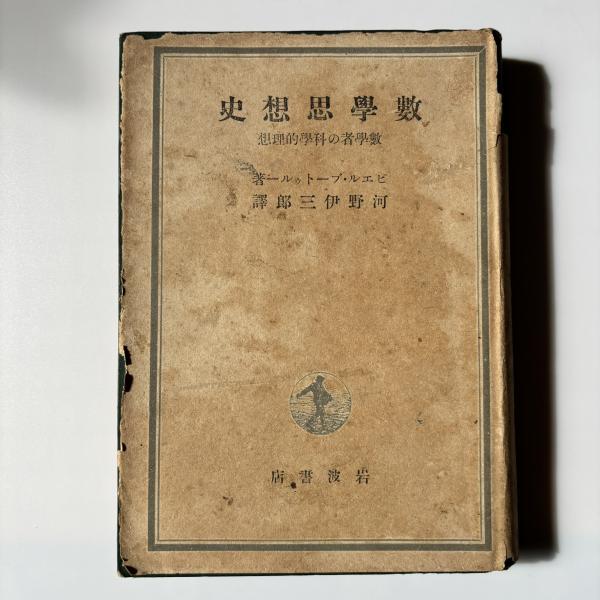 數學思想史
數學者の科學的理想
ピエル・ブートゥルー著
河野伊三郎譯
岩波書店